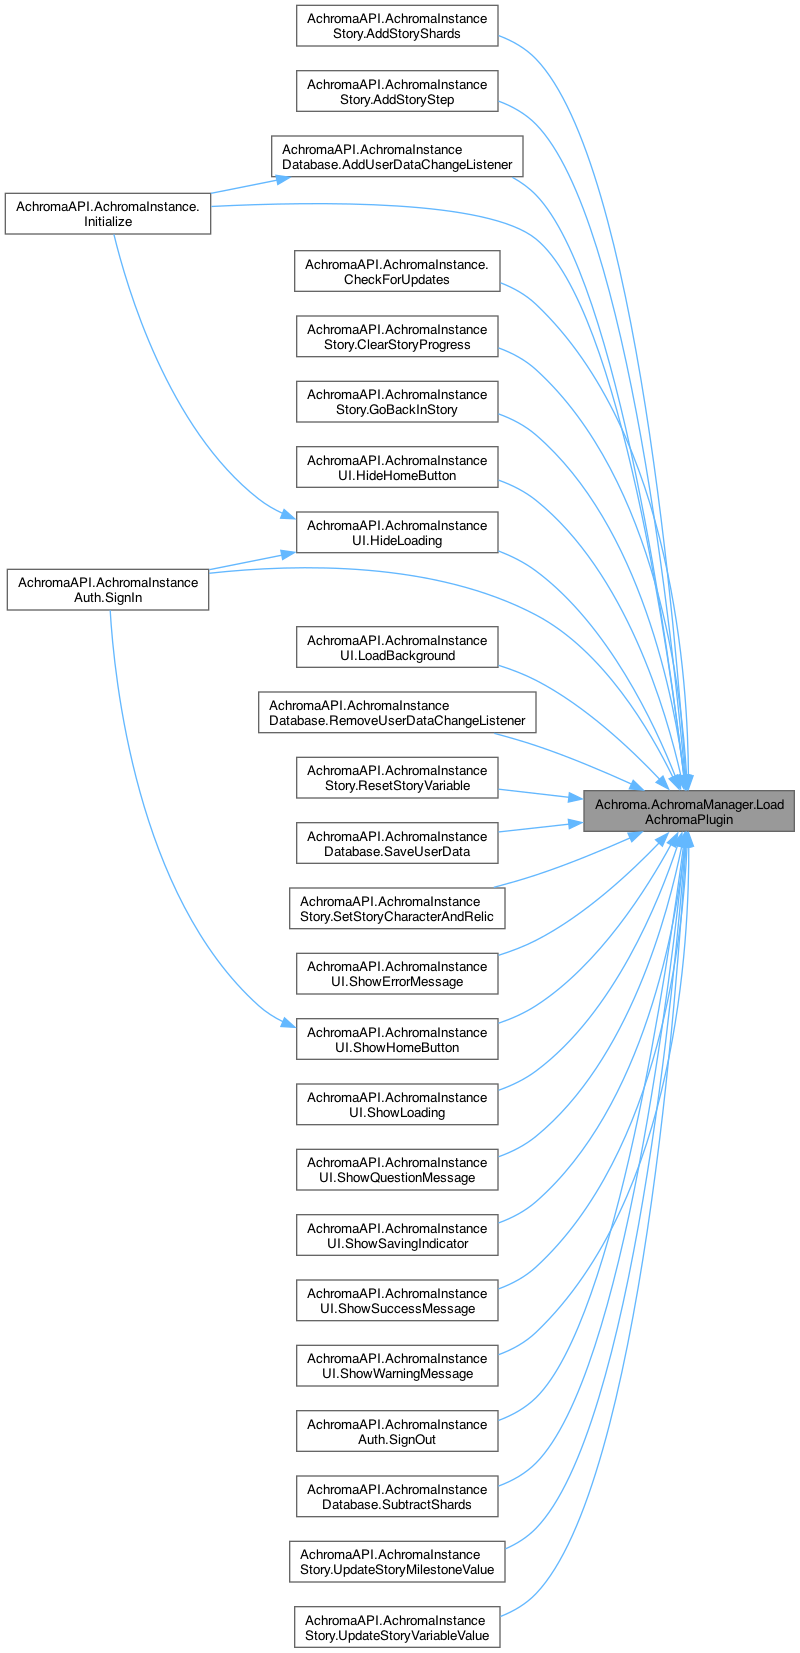 AchromaAPI.AchromaInstance
Story.AddStoryShards
AchromaAPI.AchromaInstance
Story.AddStoryStep
AchromaAPI.AchromaInstance
Database.AddUserDataChangeListener
AchromaAPI.AchromaInstance.
Initialize
AchromaAPI.AchromaInstance.
CheckForUpdates
AchromaAPI.AchromaInstance
Story.ClearStoryProgress
AchromaAPI.AchromaInstance
Story.GoBackInStory
AchromaAPI.AchromaInstance
UI.HideHomeButton
AchromaAPI.AchromaInstance
UI.HideLoading
AchromaAPI.AchromaInstance
Auth.SignIn
AchromaAPI.AchromaInstance
UI.LoadBackground
AchromaAPI.AchromaInstance
Database.RemoveUserDataChangeListener
AchromaAPI.AchromaInstance
Story.ResetStoryVariable
Achroma.AchromaManager.Load
AchromaPlugin
AchromaAPI.AchromaInstance
Database.SaveUserData
AchromaAPI.AchromaInstance
Story.SetStoryCharacterAndRelic
AchromaAPI.AchromaInstance
UI.ShowErrorMessage
AchromaAPI.AchromaInstance
UI.ShowHomeButton
AchromaAPI.AchromaInstance
UI.ShowLoading
AchromaAPI.AchromaInstance
UI.ShowQuestionMessage
AchromaAPI.AchromaInstance
UI.ShowSavingIndicator
AchromaAPI.AchromaInstance
UI.ShowSuccessMessage
AchromaAPI.AchromaInstance
UI.ShowWarningMessage
AchromaAPI.AchromaInstance
Auth.SignOut
AchromaAPI.AchromaInstance
Database.SubtractShards
AchromaAPI.AchromaInstance
Story.UpdateStoryMilestoneValue
AchromaAPI.AchromaInstance
Story.UpdateStoryVariableValue